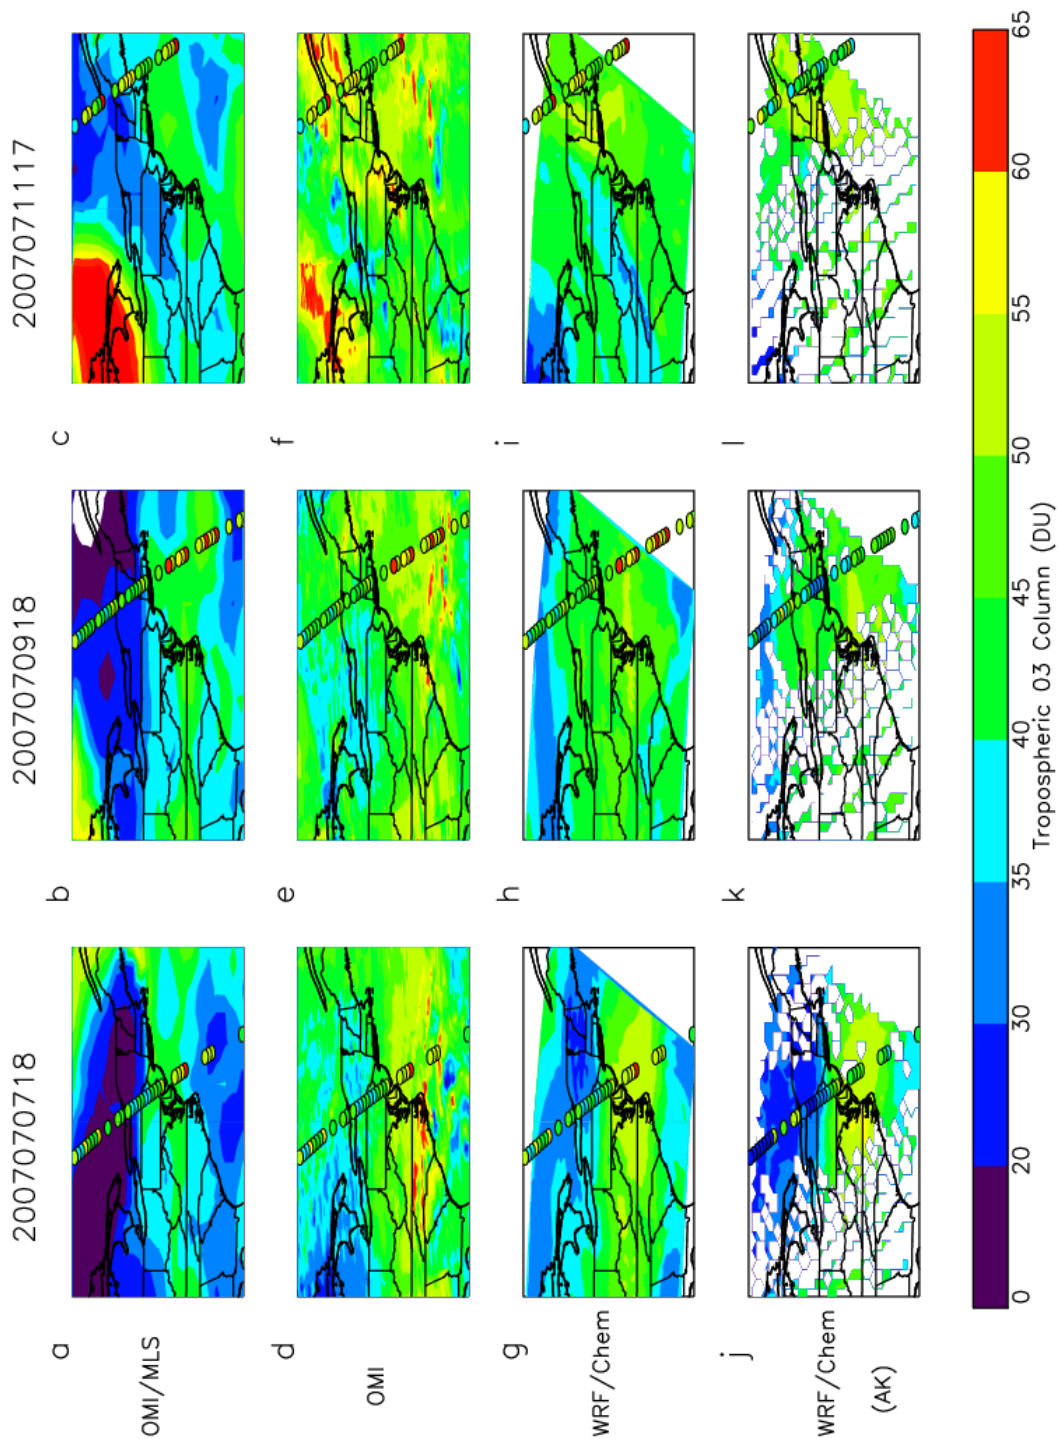 2007070718 2007070918 2007071117
a b c
OMI/MLS
d e f
OMI
g h i
WRF/Chem
j k l
WRF/Chem
(AK)
0 20 30 35 40 45 50 55 60 65
Tropospheric O3 Column (DU)